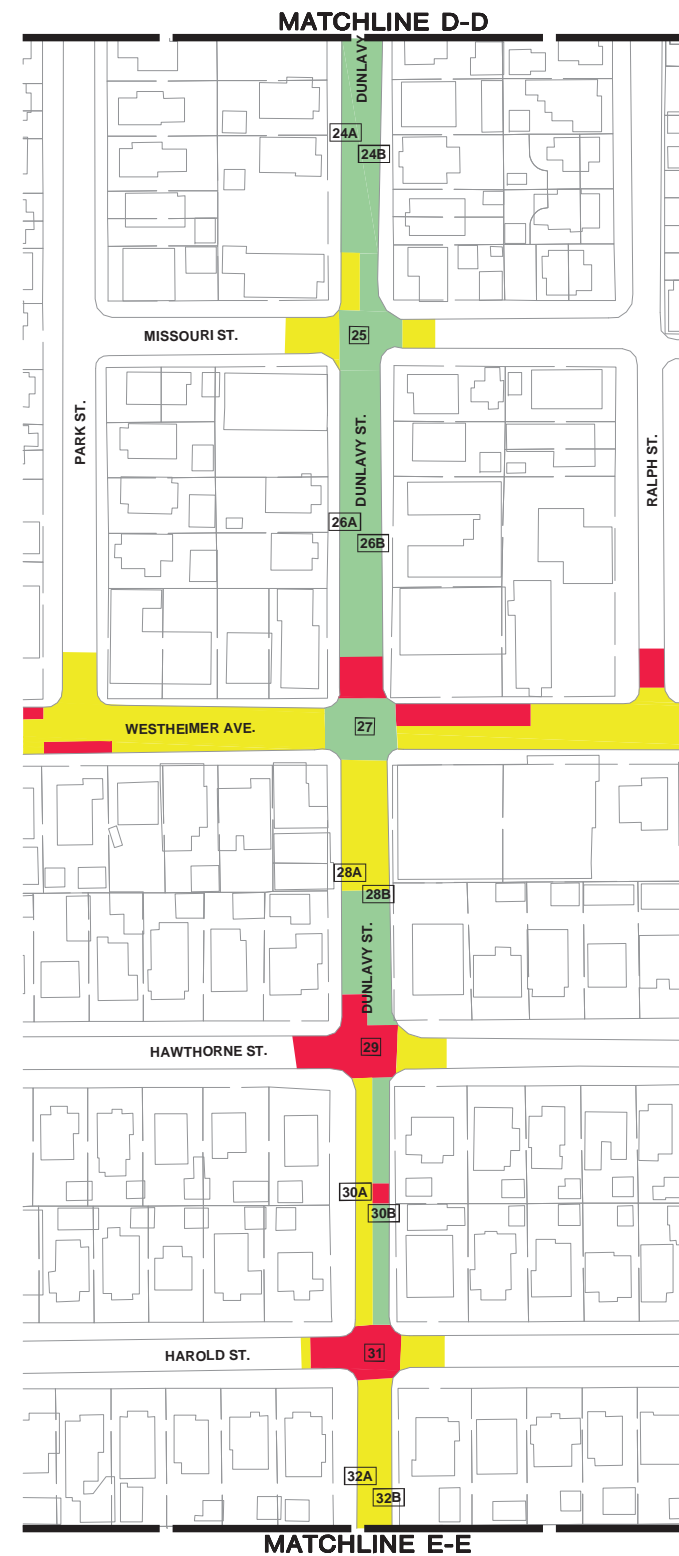 MATCHLINE D-D
DUNLAVY
24A
24B
MISSOURI ST.
25
PARK ST.
DUNLAVY ST.
RALPH ST.
26A
26B
WESTHEIMER AVE.
27
28A
28B
DUNLAVY ST.
HAWTHORNE ST.
29
30A
30B
HAROLD ST.
31
32A
32B
MATCHLINE E-E